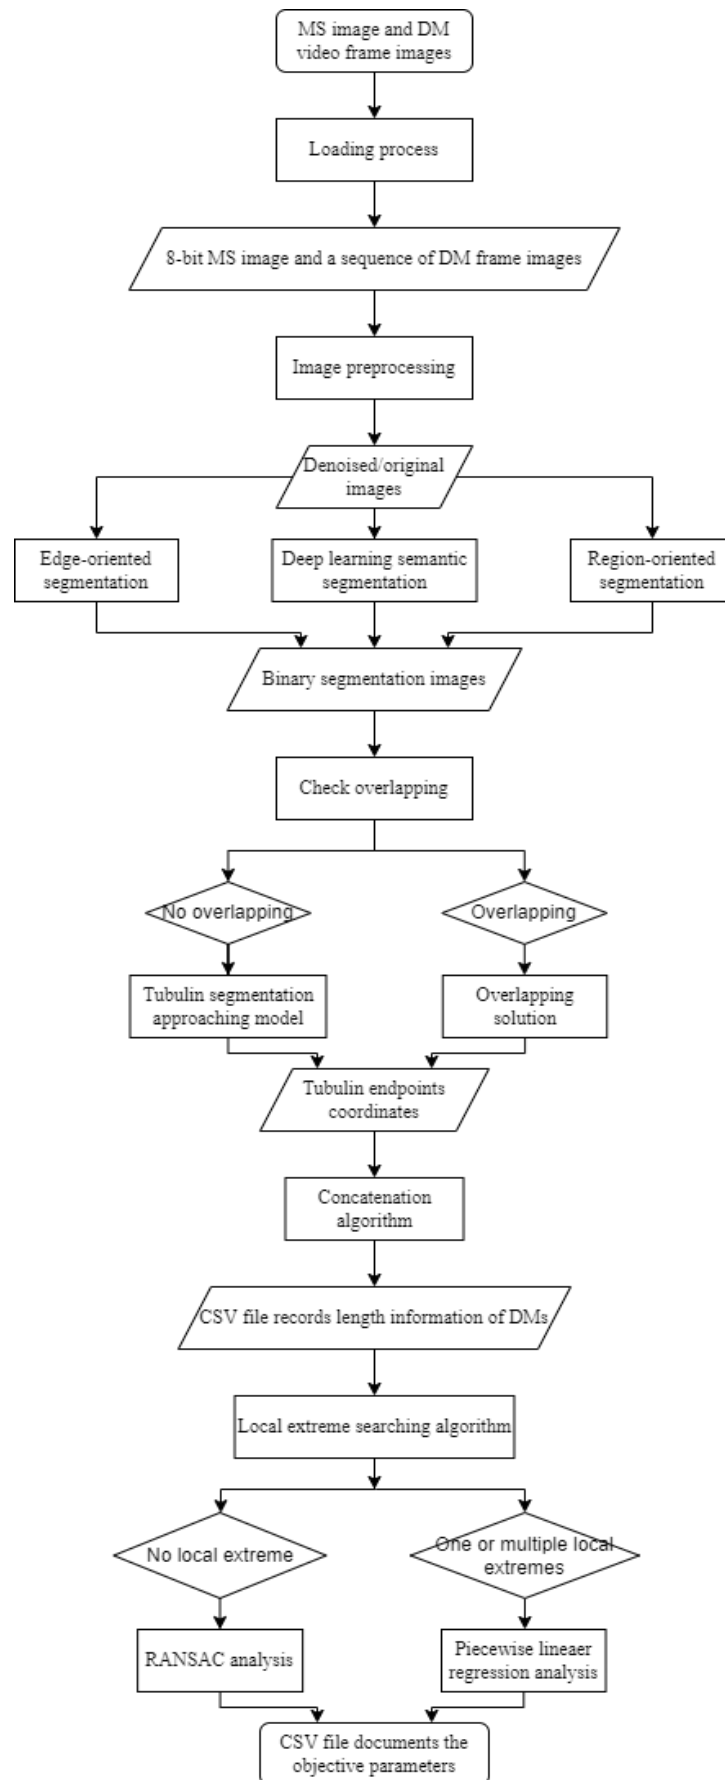 MS image and DM
video frame images
Loading process
8-bit MS image and a sequence of DM frame images
Image preprocessing
Denoised/original
images
Edge-oriented
segmentation
Deep learning semantic
segmentation
Region-oriented
segmentation
Binary segmentation images
Check overlapping
No overlapping
Overlapping
Tubulin segmentation
approaching model
Overlapping
solution
Tubulin endpoints
coordinates
Concatenation
algorithm
CSV file records length information of DMs
Local extreme searching algorithm
No local extreme
One or multiple local
extremes
RANSAC analysis
Piecewise lineaer
regression analysis
CSV file documents the
objective parameters